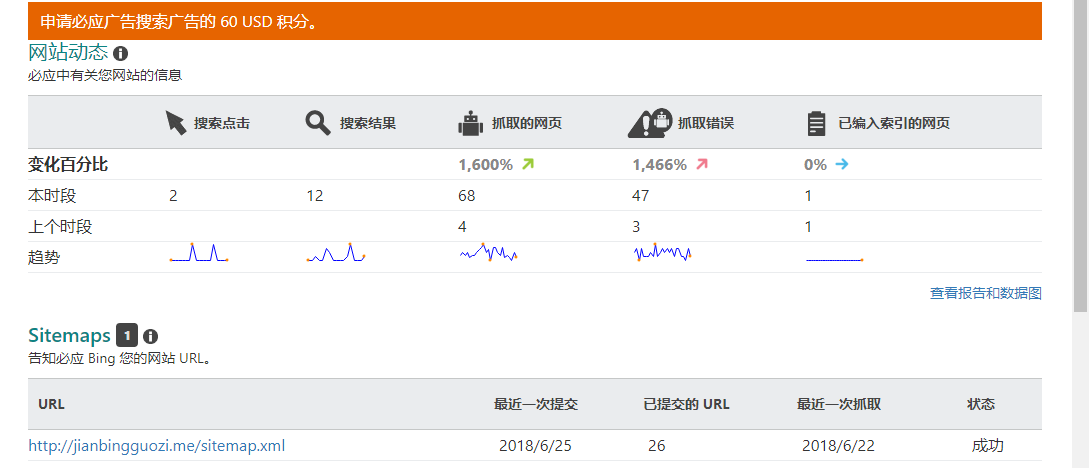 申请必应广告搜索广告的 60 USD 积分。
网站动态
必应中有关您网站的信息
搜索点击 搜索结果 抓取的网页 抓取错误 已编入索引的网页
变化百分比 1,600% 1,466% 0%
本时段 2 12 68 47 1
上个时段 4 3 1
趋势
查看报告和数据图
Sitemaps 1
告知必应 Bing 您的网站 URL。
URL 最近一次提交 已提交的 URL 最近一次抓取 状态
http://jianbingguozi.me/sitemap.xml 2018/6/25 26 2018/6/22 成功